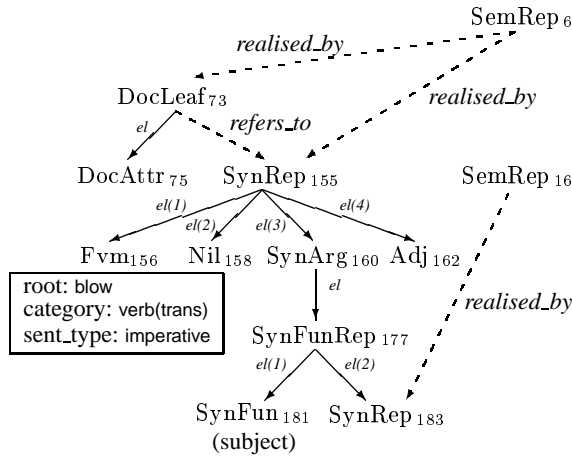 SemRep 6
realised_by
DocLeaf 73
realised_by
el
refers_to
DocAttr 75 SynRep 155 SemRep 16
el(1) el(2) el(3) el(4)
Fvm 156 Nil 158 SynArg 160 Adj 162
root: blow
category: verb(trans)
sent_type: imperative
el
realised_by
SynFunRep 177
el(1) el(2)
SynFun 181 SynRep 183
(subject)